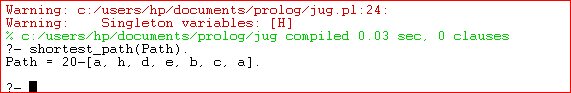 Warning: c:/users/hp/documents/prolog/jug.pl:24:
Warning:    Singleton variables: [H]
% c:/users/hp/documents/prolog/jug compiled 0.03 sec, 0 clauses
?- shortest_path(Path).
Path = 20-[a, h, d, e, b, c, a].
?-